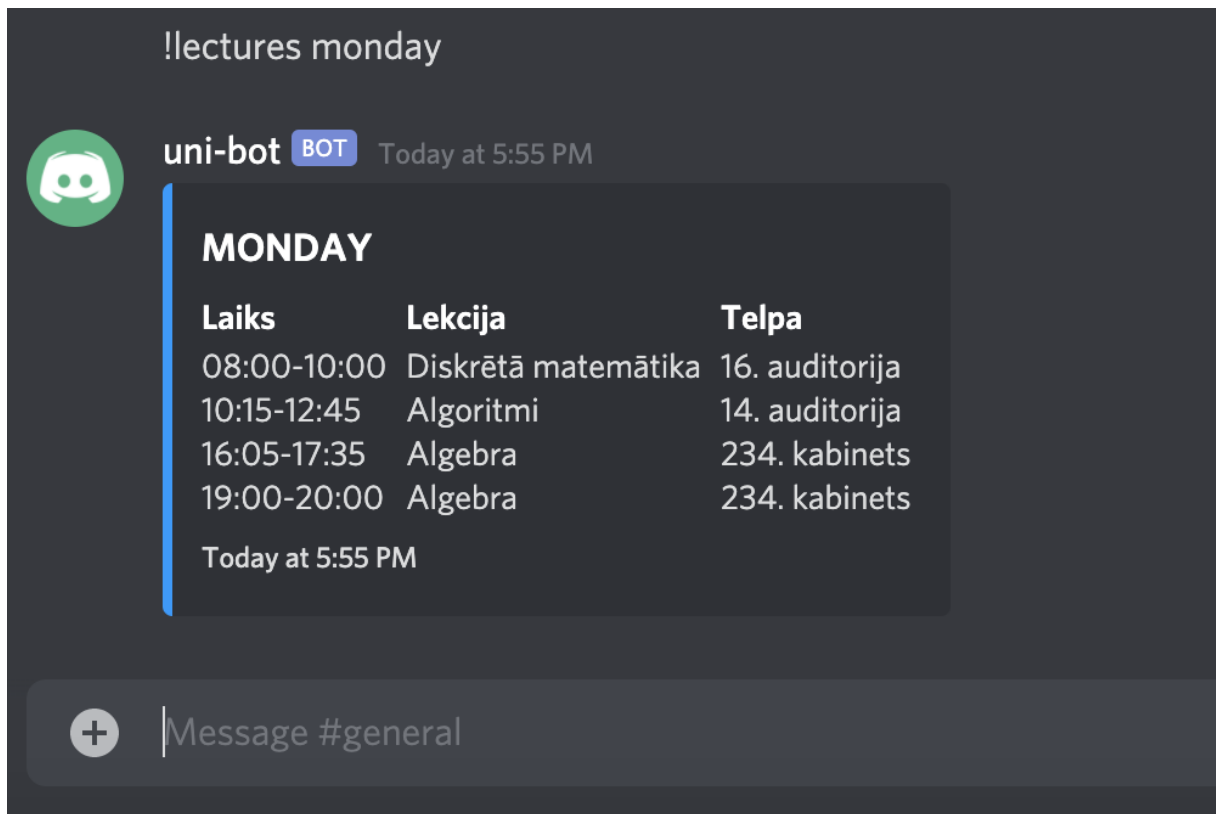 !lectures monday
uni-bot BOT Today at 5:55 PM
MONDAY
Laiks Lekcija Telpa
08:00-10:00 Diskrētā matemātika 16. auditorija
10:15-12:45 Algoritmi 14. auditorija
16:05-17:35 Algebra 234. kabinets
19:00-20:00 Algebra 234. kabinets
Today at 5:55 PM
Message #general